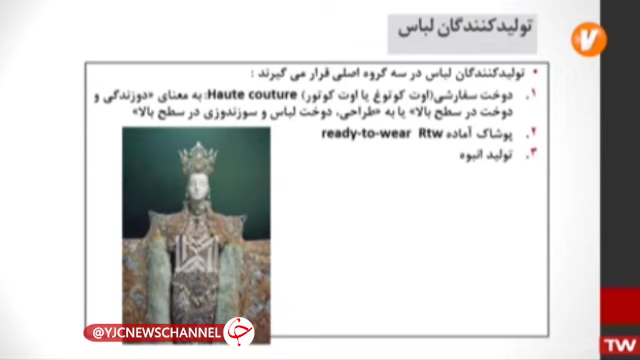 تولیدکنندگان لباس
• تولیدکنندگان لباس در سه گروه اصلی قرار می گیرند :
۱. دوخت سفارشی(اوت کوتوغ یا اوت کوتور) Haute couture: به معنای «دوزندگی و
دوخت در سطح بالا» یا به «طراحی، دوخت لباس و سوزندوزی در سطح بالا»
۲. پوشاک آماده ready-to-wear Rtw
۳. تولید انبوه
@YJCNEWSCHANNEL
TW